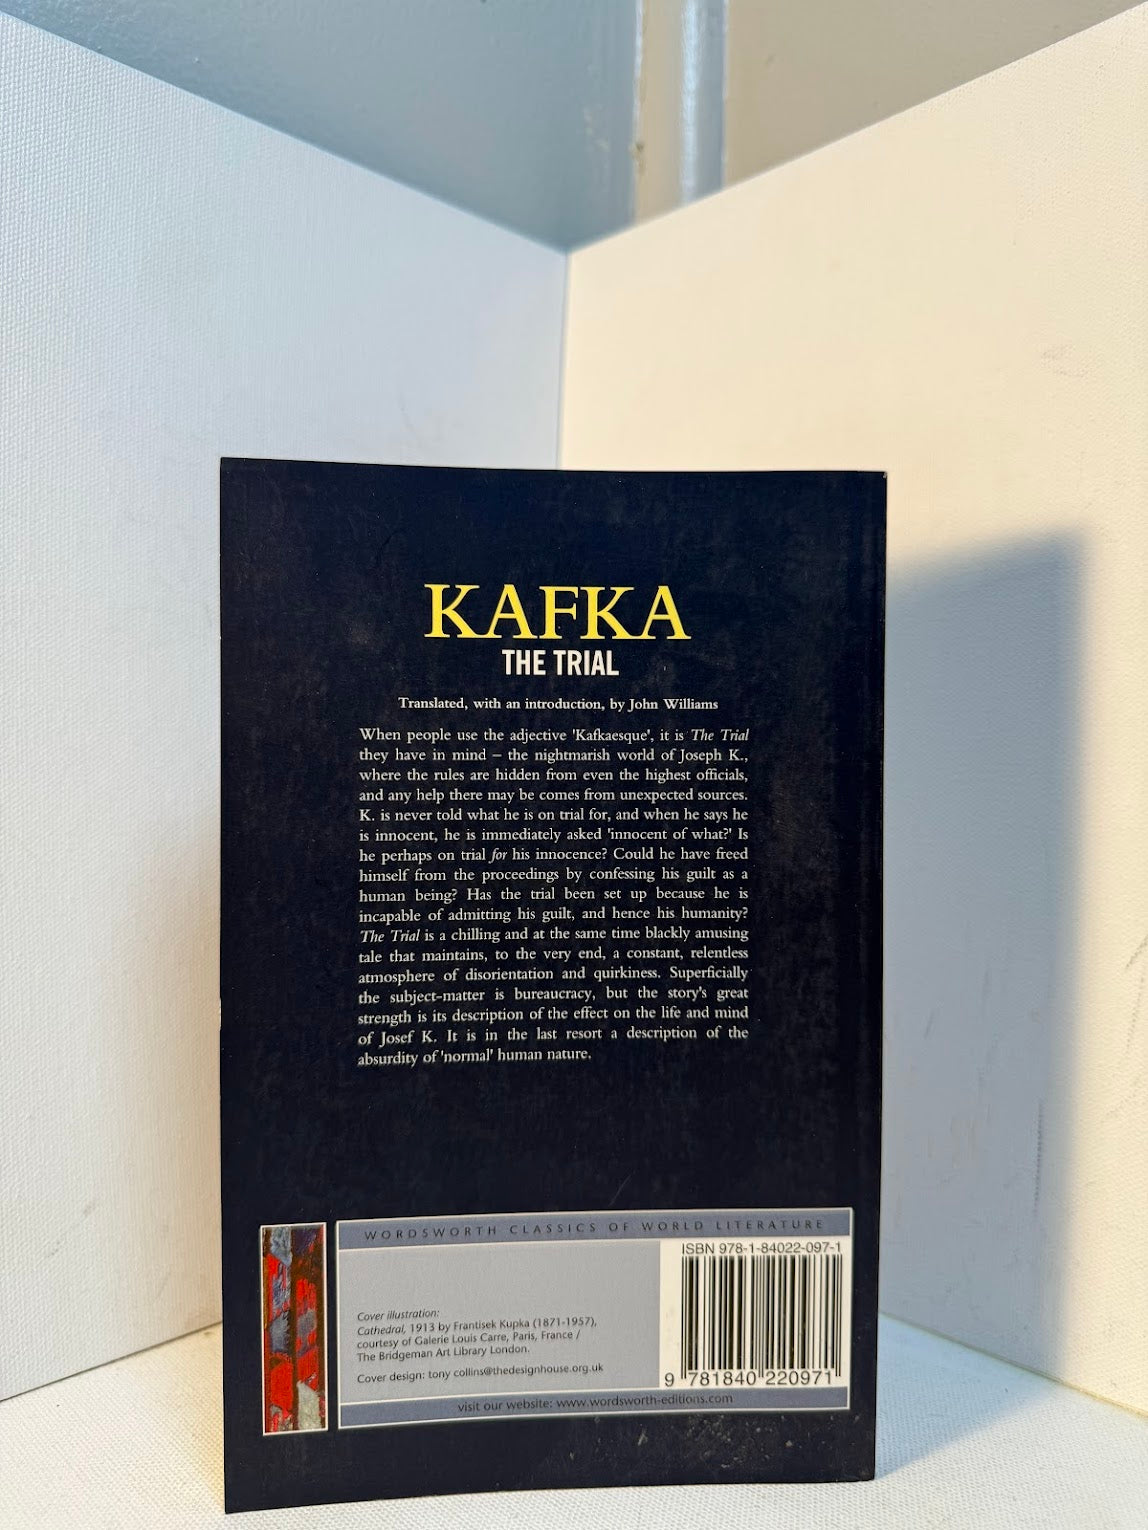 KAFKA
THE TRIAL
Translated, with an introduction, by John Williams
When people use the adjective 'Kafkaesque', it is The Trial
they have in mind – the nightmarish world of Joseph K.,
where the rules are hidden from even the highest officials,
and any help there may be comes from unexpected sources.
K. is never told what he is on trial for, and when he says he
is innocent, he is immediately asked 'innocent of what?' Is
he perhaps on trial for his innocence? Could he have freed
himself from the proceedings by confessing his guilt as a
human being? Has the trial been set up because he is
incapable of admitting his guilt, and hence his humanity?
The Trial is a chilling and at the same time blackly amusing
tale that maintains, to the very end, a constant, relentless
atmosphere of disorientation and quirkiness. Superficially
the subject-matter is bureaucracy, but the story's great
strength is its description of the effect on the life and mind
of Josef K. It is in the last resort a description of the
absurdity of 'normal' human nature.
WORDSWORTH CLASSICS OF WORLD LITERATURE
ISBN 978-1-84022-097-1
Cover illustration:
Cathedral, 1913 by Frantisek Kupka (1871-1957),
courtesy of Galerie Louis Carre, Paris, France /
The Bridgeman Art Library London.
Cover design: tony collins@thedesignhouse.org.uk
9 781840 220971
visit our website: www.wordsworth-editions.com